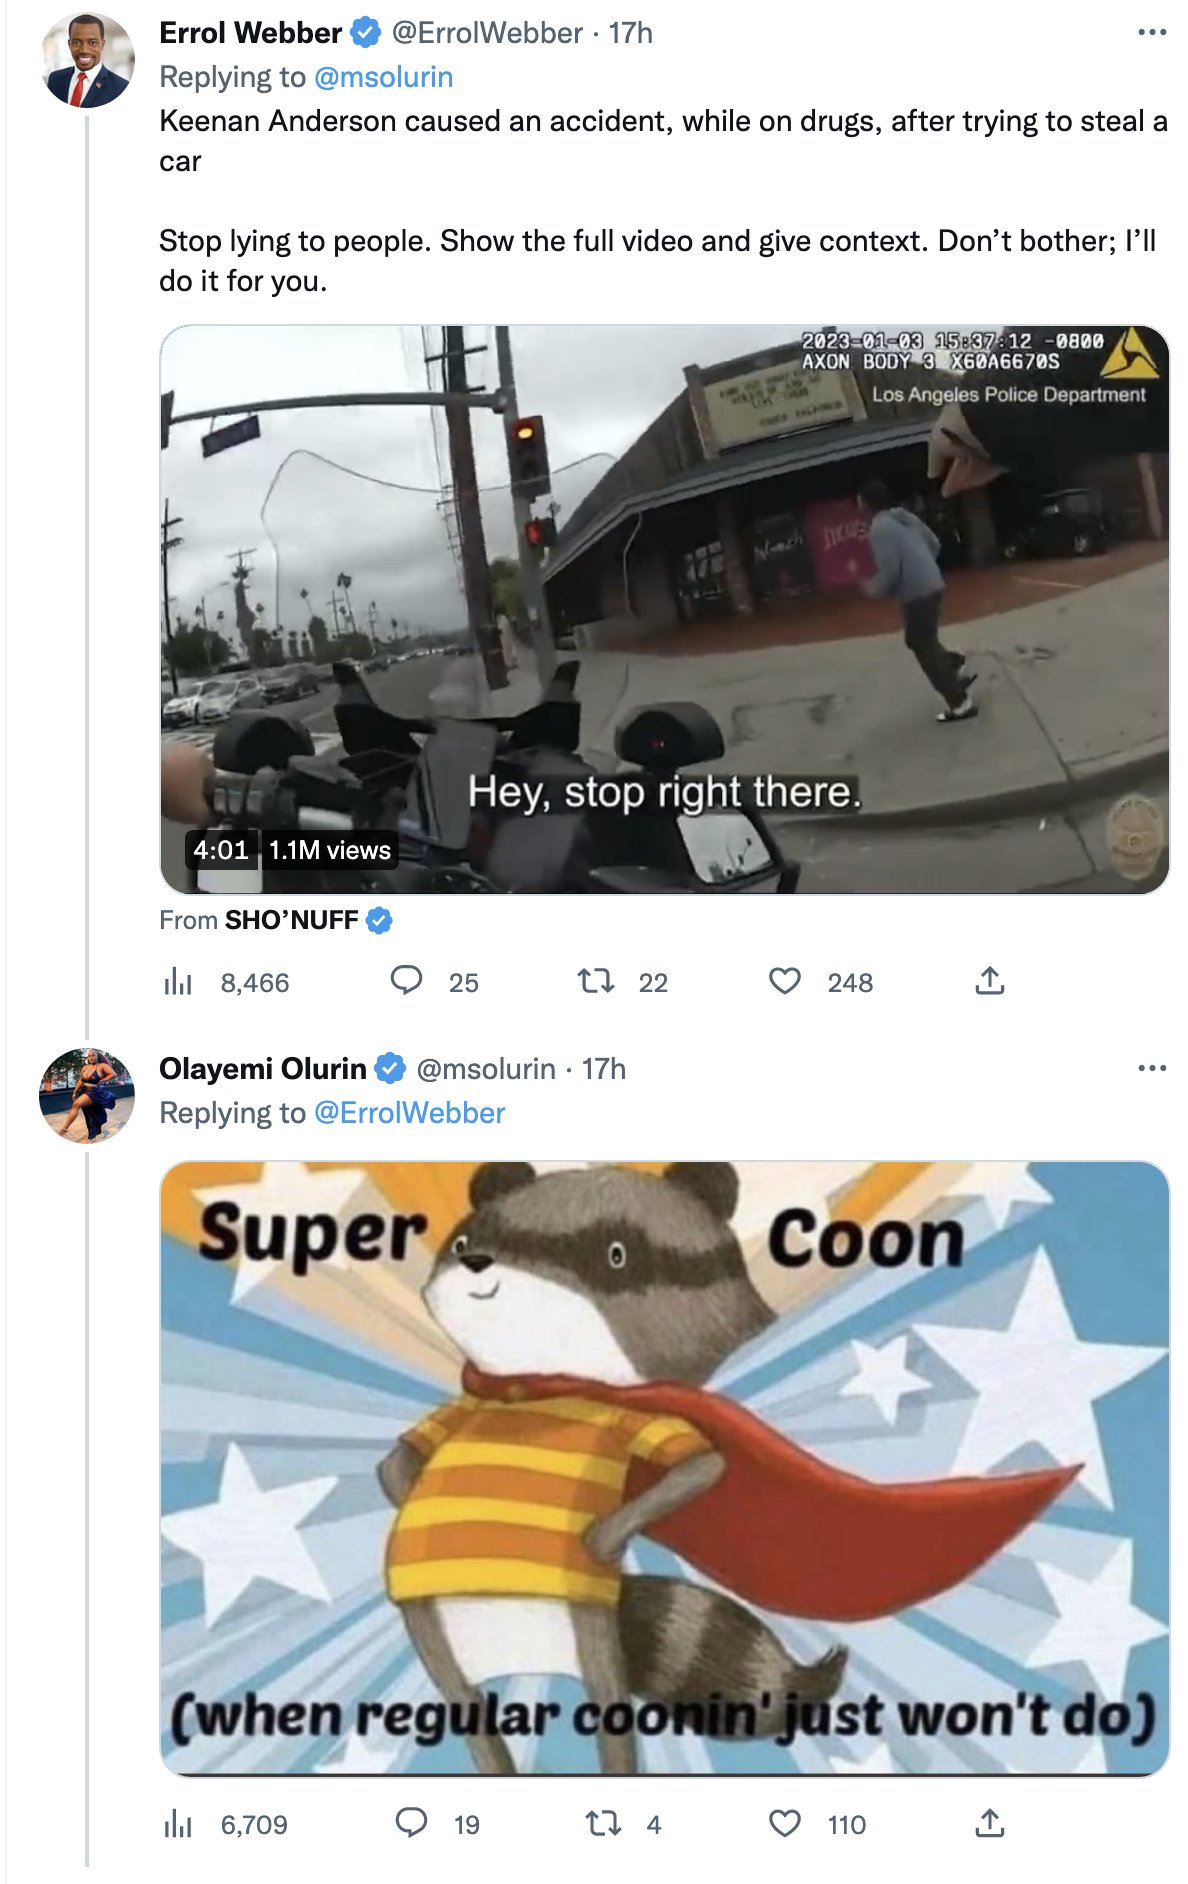 Errol Webber @ErrolWebber · 17h
Replying to @msolurin
Keenan Anderson caused an accident, while on drugs, after trying to steal a
car
Stop lying to people. Show the full video and give context. Don’t bother; I’ll
do it for you.
2023-01-03 15:37:12 -0800
AXON BODY 3 X60A6670S
Los Angeles Police Department
Hey, stop right there.
4:01 1.1M views
From SHO’NUFF
8,466 25 22 248
Olayemi Olurin @msolurin · 17h
Replying to @ErrolWebber
Super Coon
(when regular coonin' just won't do)
6,709 19 4 110